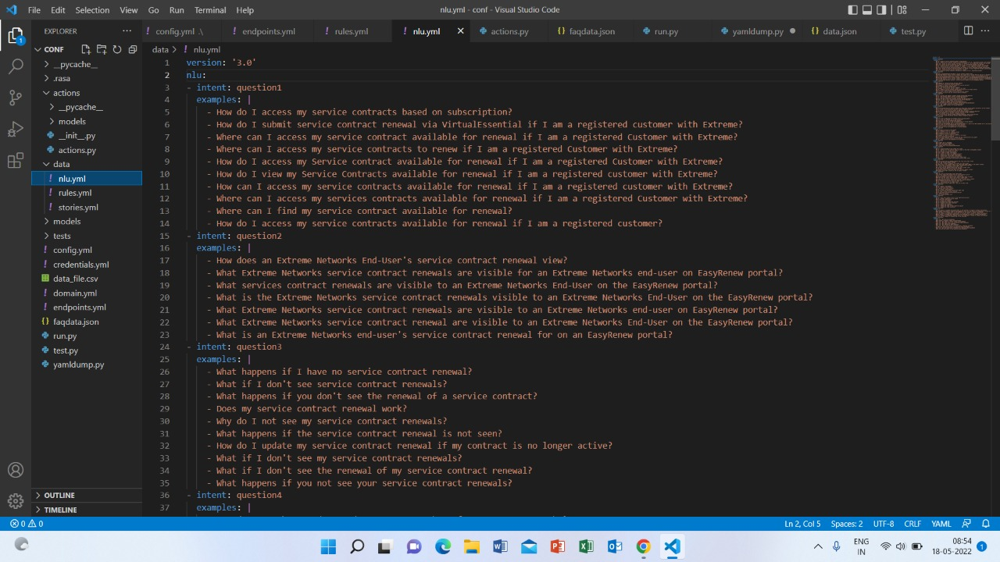 File Edit Selection View Go Run Terminal Help
nlu.yml - conf - Visual Studio Code
EXPLORER
config.yml .\ endpoints.yml rules.yml nlu.yml actions.py faqdata.json run.py yamldump.py data.json test.py
1
CONF
__pycache__
.rasa
actions
__pycache__
models
__init__.py
actions.py
data
nlu.yml
rules.yml
stories.yml
models
tests
config.yml
credentials.yml
data_file.csv
domain.yml
endpoints.yml
faqdata.json
run.py
test.py
yamldump.py
OUTLINE
TIMELINE
data > nlu.yml
1 version: '3.0'
2 nlu:
3 - intent: question1
4 examples: |
5 - How do I access my service contracts based on subscription?
6 - How do I submit service contract renewal via VirtualEssential if I am a registered customer with Extreme?
7 - Where can I access my service contract available for renewal if I am a registered Customer with Extreme?
8 - Where can I access my service contracts to renew if I am a registered Customer with Extreme?
9 - How do I access my Service contract available for renewal if I am a registered Customer with Extreme?
10 - How do I view my Service contracts available for renewal if I am a registered customer with Extreme?
11 - How can I access my service contracts available for renewal if I am a registered customer with Extreme?
12 - Where can I access my services contracts available for renewal if I am a registered Customer with Extreme?
13 - Where can I find my service contract available for renewal?
14 - How do I access my service contracts available for renewal if I am a registered customer?
15 - intent: question2
16 examples: |
17 - How does an Extreme Networks End-User's service contract renewal view?
18 - What Extreme Networks service contract renewals are visible for an Extreme Networks end-user on EasyRenew portal?
19 - What services contract renewals are visible to an Extreme Networks End-User on the EasyRenew portal?
20 - What is the Extreme Networks service contract renewals visible to an Extreme Networks End-User on the EasyRenew portal?
21 - What Extreme Networks service contract renewals are visible to an Extreme Networks end-user on EasyRenew portal?
22 - What Extreme Networks service contract renewal are visible to an Extreme Networks End-User on the EasyRenew portal?
23 - What is an Extreme Networks end-user's service contract renewal for on an EasyRenew portal?
24 - intent: question3
25 examples: |
26 - What happens if I have no service contract renewal?
27 - What if I don't see service contract renewals?
28 - What happens if you don't see the renewal of a service contract?
29 - Does my service contract renewal work?
30 - Why do I not see my service contract renewals?
31 - What happens if the service contract renewal is not seen?
32 - How do I update my service contract renewal if my contract is no longer active?
33 - What if I don't see my service contract renewals?
34 - What if I don't see the renewal of my service contract renewal?
35 - What happens if you not see your service contract renewals?
36 - intent: question4
37 examples: |
0 0 Ln 2, Col 5 Spaces: 2 UTF-8 CRLF YAML
ENG
IN
08:54
18-05-2022
1